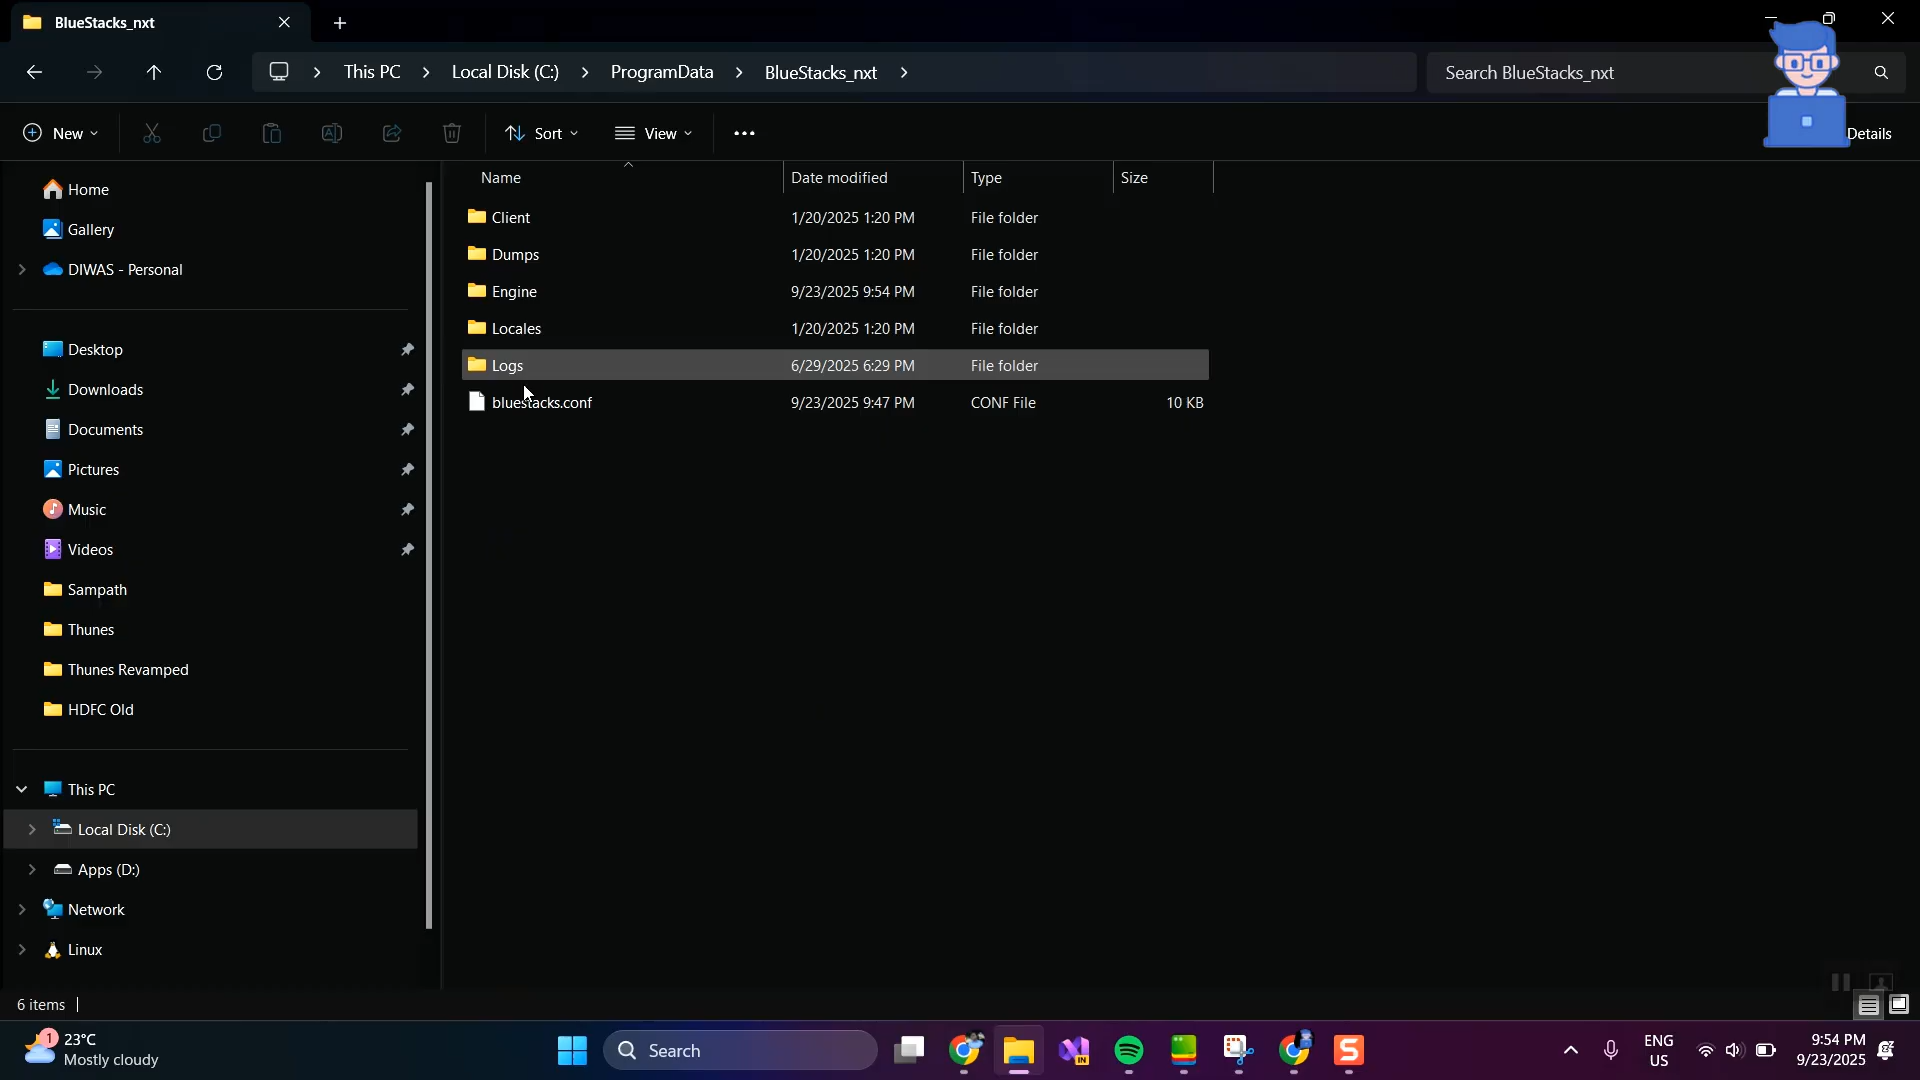 BlueStacks_nxt
This PC Local Disk (C:) ProgramData BlueStacks_nxt
Search BlueStacks_nxt
New Sort View Details
Name Date modified Type Size
Client 1/20/2025 1:20 PM File folder
Dumps 1/20/2025 1:20 PM File folder
Engine 9/23/2025 9:54 PM File folder
Locales 1/20/2025 1:20 PM File folder
Logs 6/29/2025 6:29 PM File folder
bluestacks.conf 9/23/2025 9:47 PM CONF File 10 KB
Home
Gallery
DIWAS - Personal
Desktop
Downloads
Documents
Pictures
Music
Videos
Sampath
Thunes
Thunes Revamped
HDFC Old
This PC
Local Disk (C:)
Apps (D:)
Network
Linux
6 items
1
23°C
Mostly cloudy
Search
IN
S
ENG
US
9:54 PM
9/23/2025